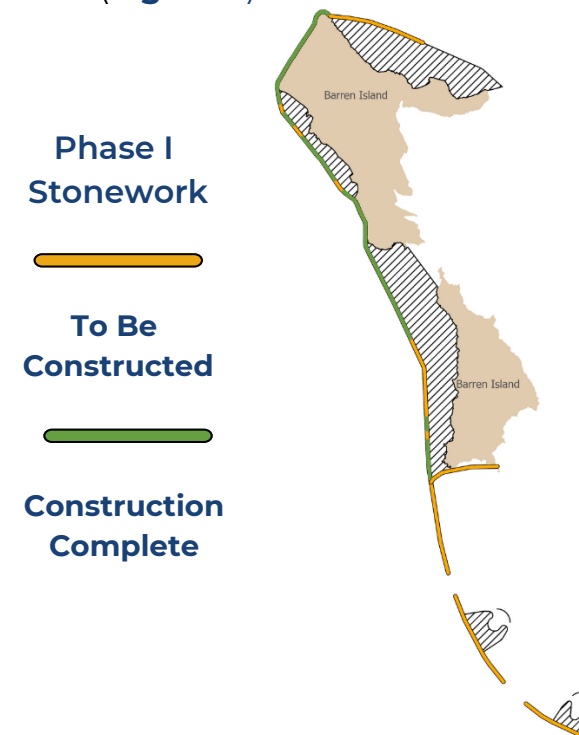 Barren Island
Phase I
Stonework
To Be
Constructed
Barren Island
Construction
Complete